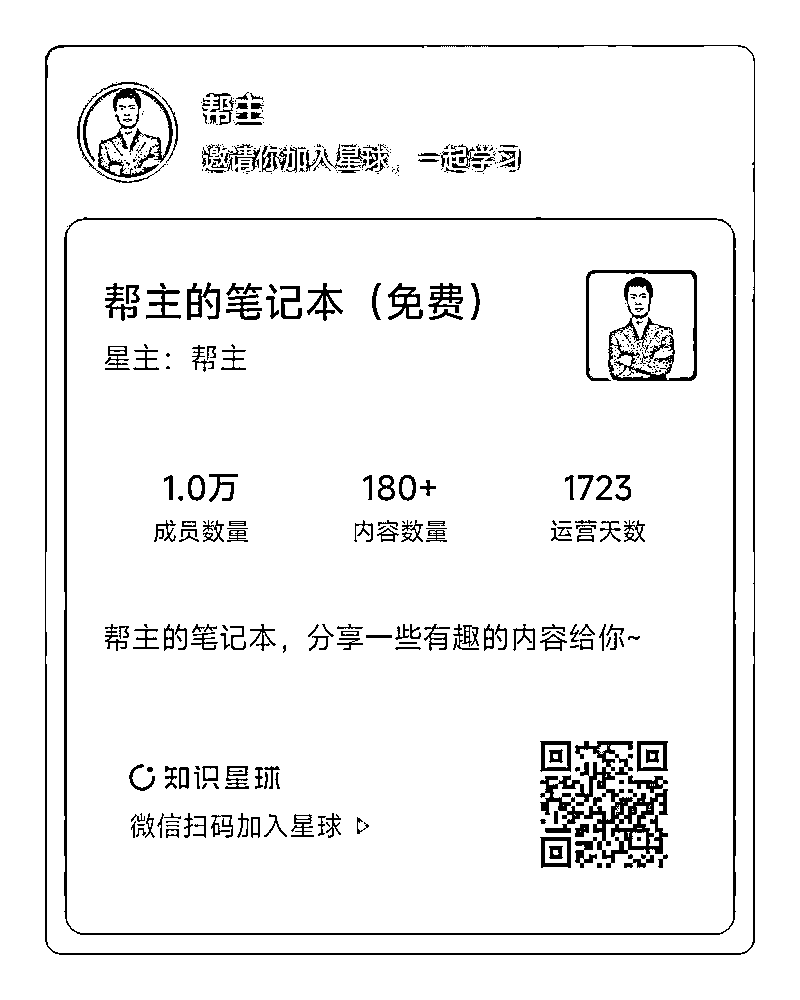 帮主
邀请你加入星球，一起学习
帮主的笔记本（免费）
星主：帮主
1.0万
180+
1723
成员数量
内容数量
运营天数
帮主的笔记本，分享一些有趣的内容给你~
知识星球
微信扫码加入星球